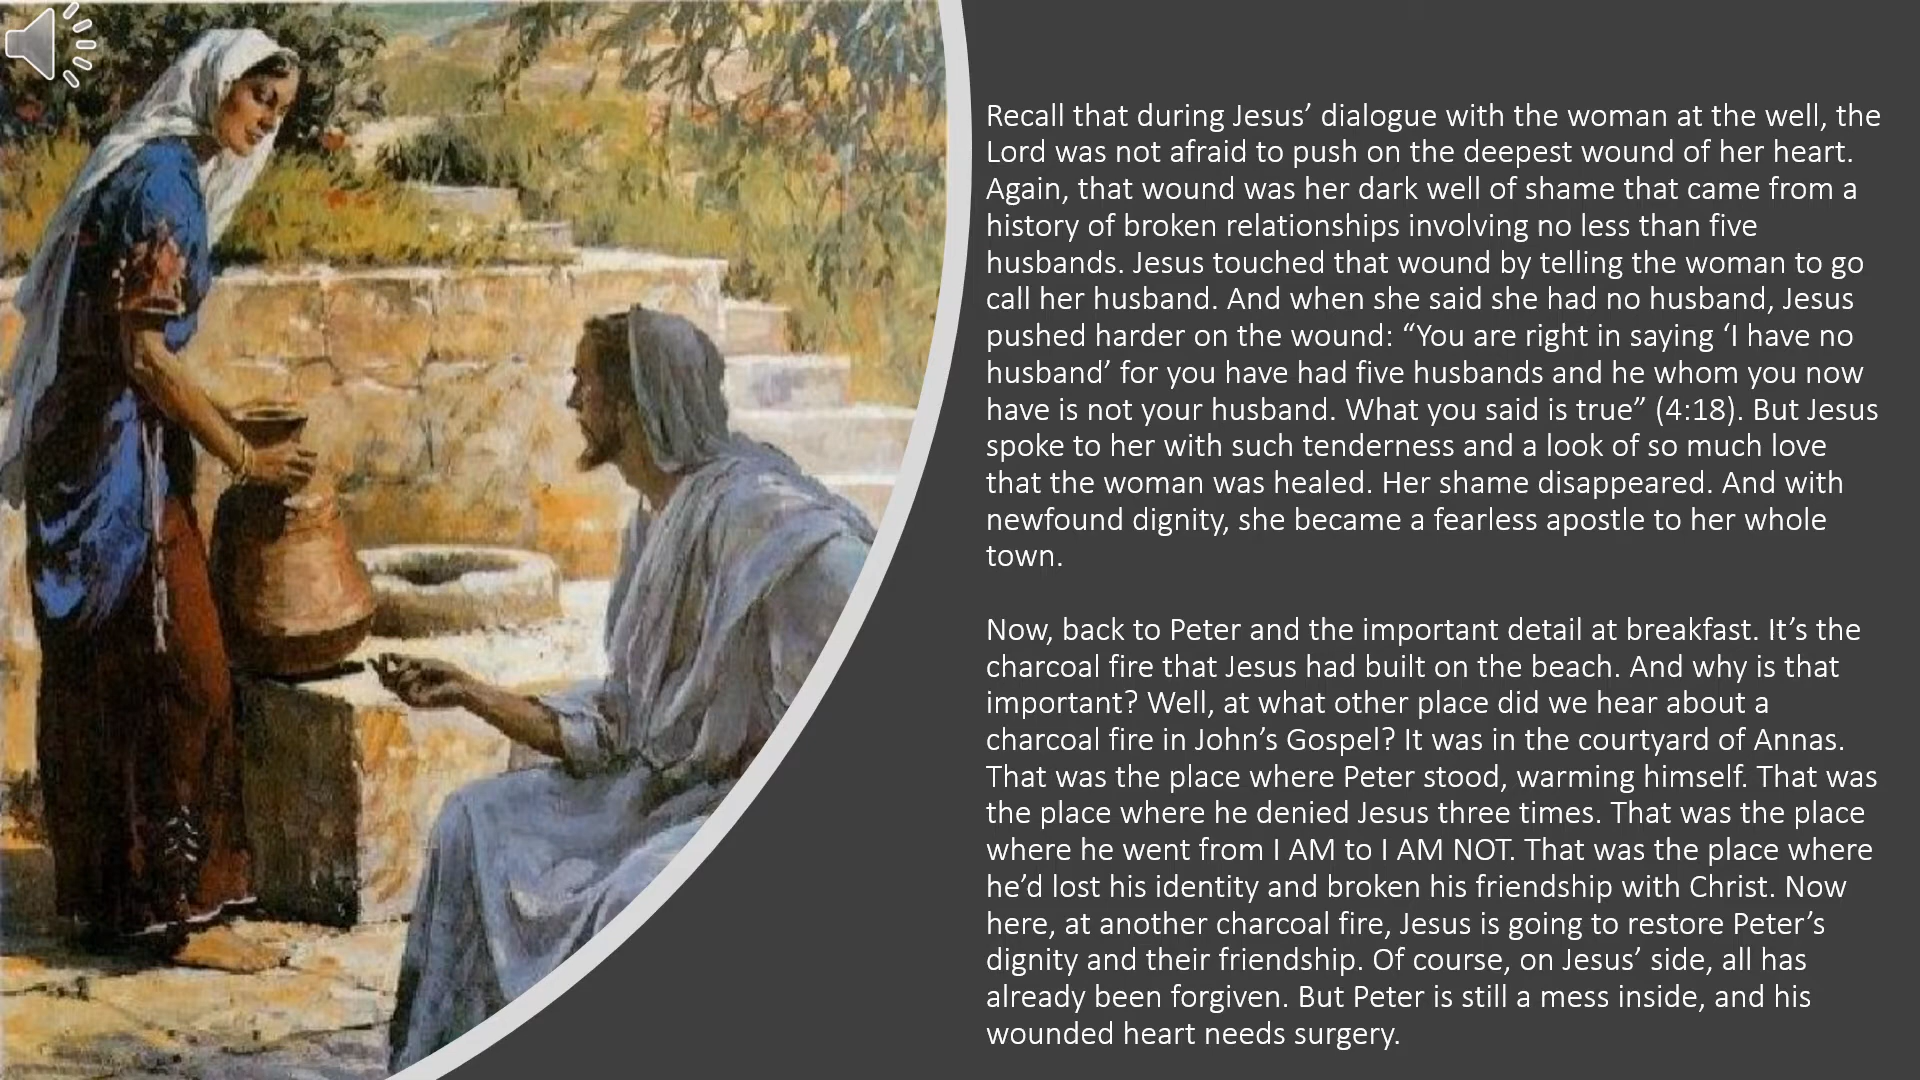 Recall that during Jesus’ dialogue with the woman at the well, the
Lord was not afraid to push on the deepest wound of her heart.
Again, that wound was her dark well of shame that came from a
history of broken relationships involving no less than five
husbands. Jesus touched that wound by telling the woman to go
call her husband. And when she said she had no husband, Jesus
pushed harder on the wound: “You are right in saying ‘I have no
husband’ for you have had five husbands and he whom you now
have is not your husband. What you said is true” (4:18). But Jesus
spoke to her with such tenderness and a look of so much love
that the woman was healed. Her shame disappeared. And with
newfound dignity, she became a fearless apostle to her whole
town.
Now, back to Peter and the important detail at breakfast. It’s the
charcoal fire that Jesus had built on the beach. And why is that
important? Well, at what other place did we hear about a
charcoal fire in John’s Gospel? It was in the courtyard of Annas.
That was the place where Peter stood, warming himself. That was
the place where he denied Jesus three times. That was the place
where he went from I AM to I AM NOT. That was the place where
he’d lost his identity and broken his friendship with Christ. Now
here, at another charcoal fire, Jesus is going to restore Peter’s
dignity and their friendship. Of course, on Jesus’ side, all has
already been forgiven. But Peter is still a mess inside, and his
wounded heart needs surgery.